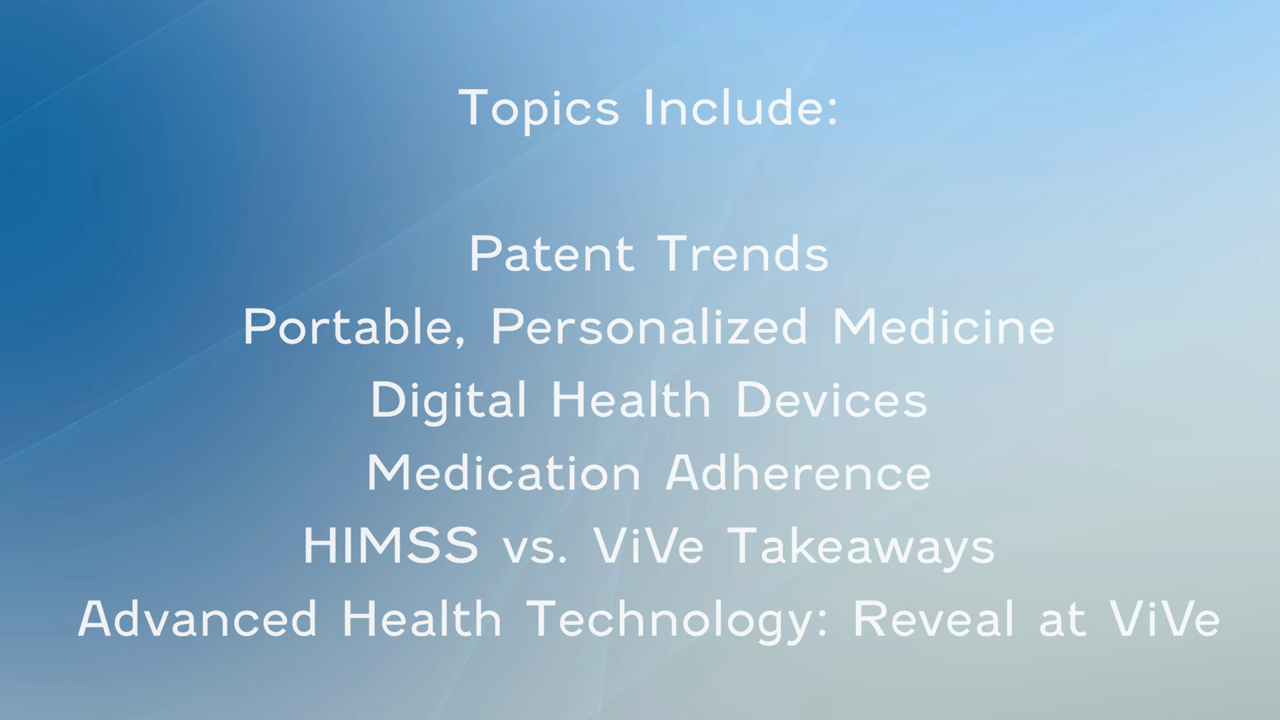 Topics Include:
Patent Trends
Portable, Personalized Medicine
Digital Health Devices
Medication Adherence
HIMSS vs. ViVe Takeaways
Advanced Health Technology: Reveal at ViVe